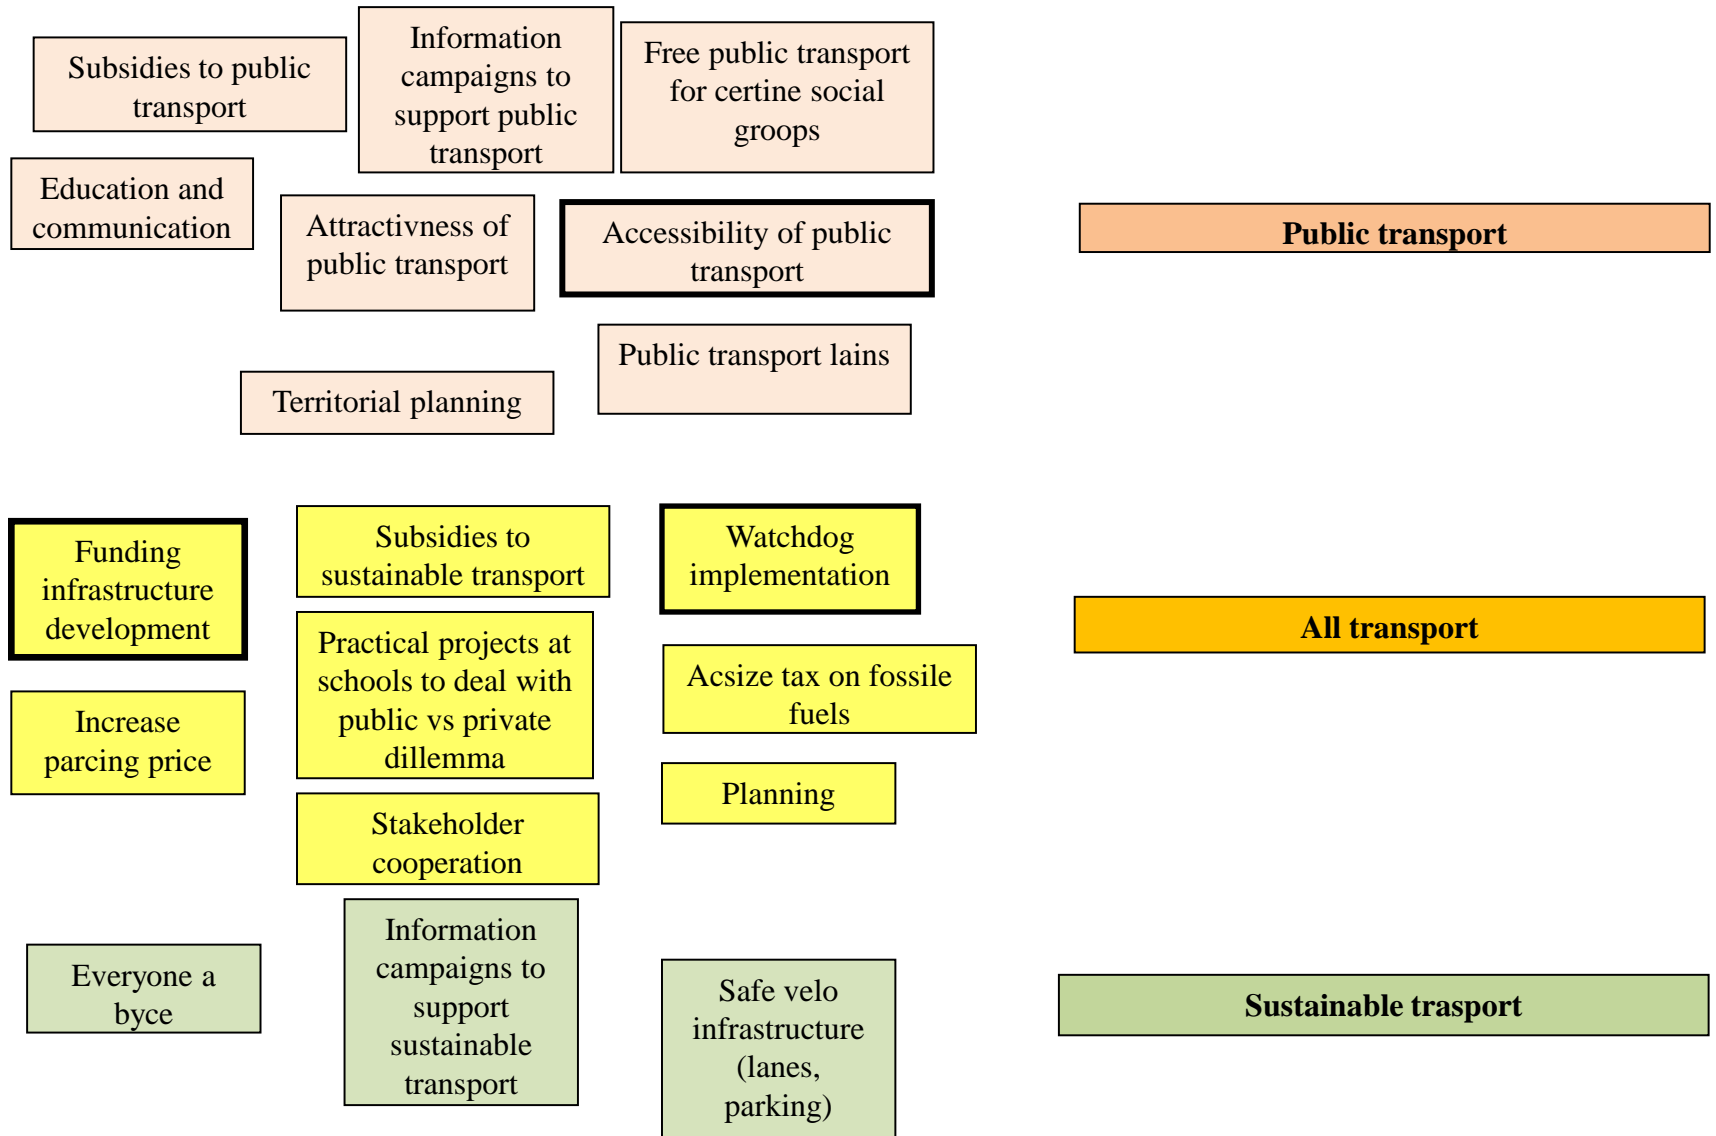 Subsidies to public
transport
Information
campaigns to
support public
transport
Free public transport
for certine social
groops
Education and
communication
Attractivness of
public transport
Accessibility of public
transport
Public transport
Public transport lains
Territorial planning
Funding
infrastructure
development
Subsidies to
sustainable transport
Watchdog
implementation
All transport
Practical projects at
schools to deal with
public vs private
dillemma
Acsize tax on fossile
fuels
Increase
parcing price
Planning
Stakeholder
cooperation
Everyone a
byce
Information
campaigns to
support
sustainable
transport
Safe velo
infrastructure
(lanes,
parking)
Sustainable trasport